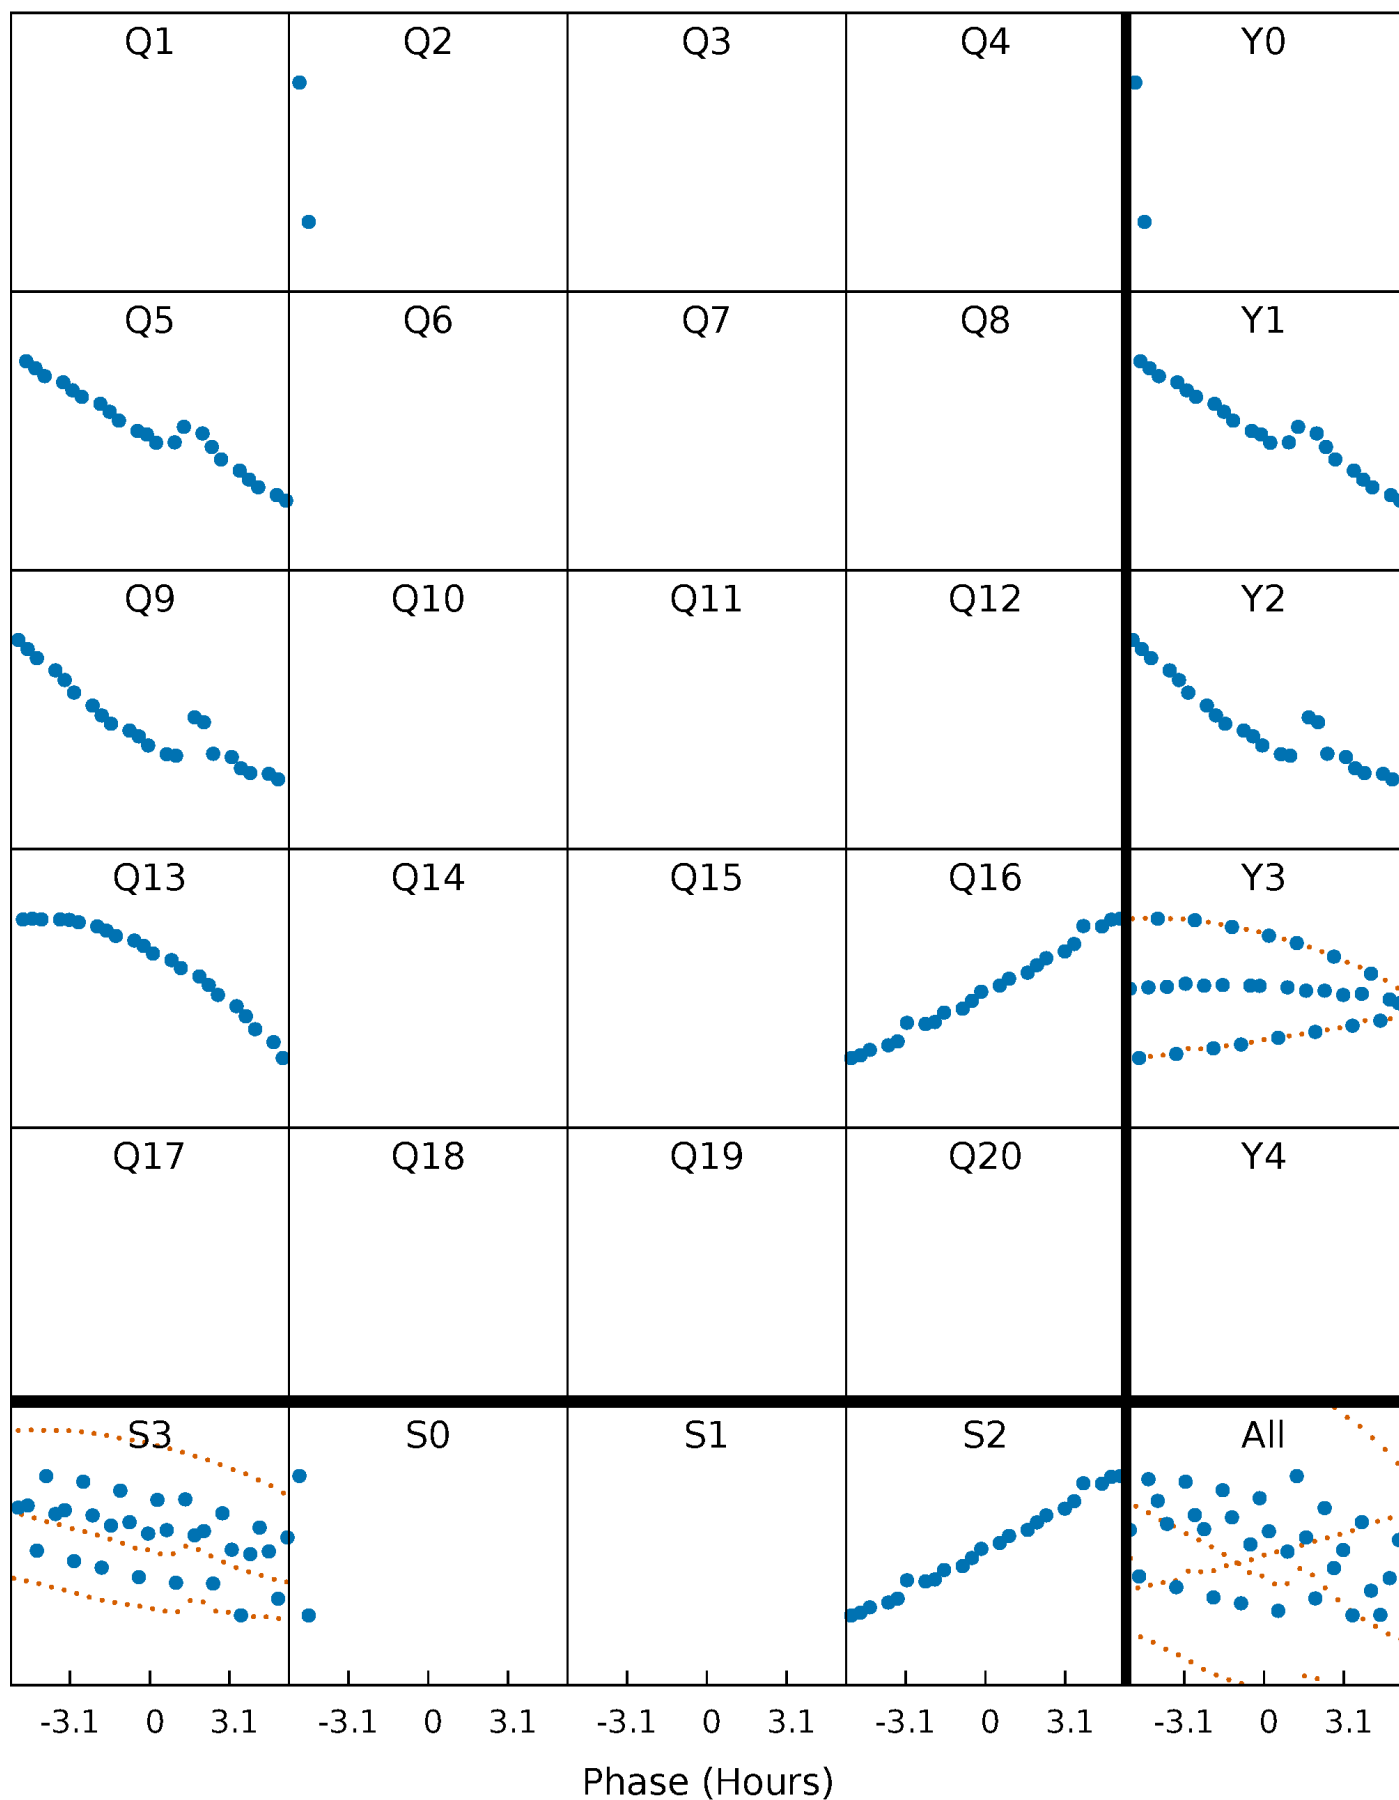 Q1 Q2 Q3 Q4 Y0
Q5 Q6 Q7 Q8 Y1
Q9 Q10 Q11 Q12 Y2
Q13 Q14 Q15 Q16 Y3
Q17 Q18 Q19 Q20 Y4
S3 S0 S1 S2 All
-3.1 0 3.1 -3.1 0 3.1 -3.1 0 3.1 -3.1 0 3.1 -3.1 0 3.1
Phase (Hours)